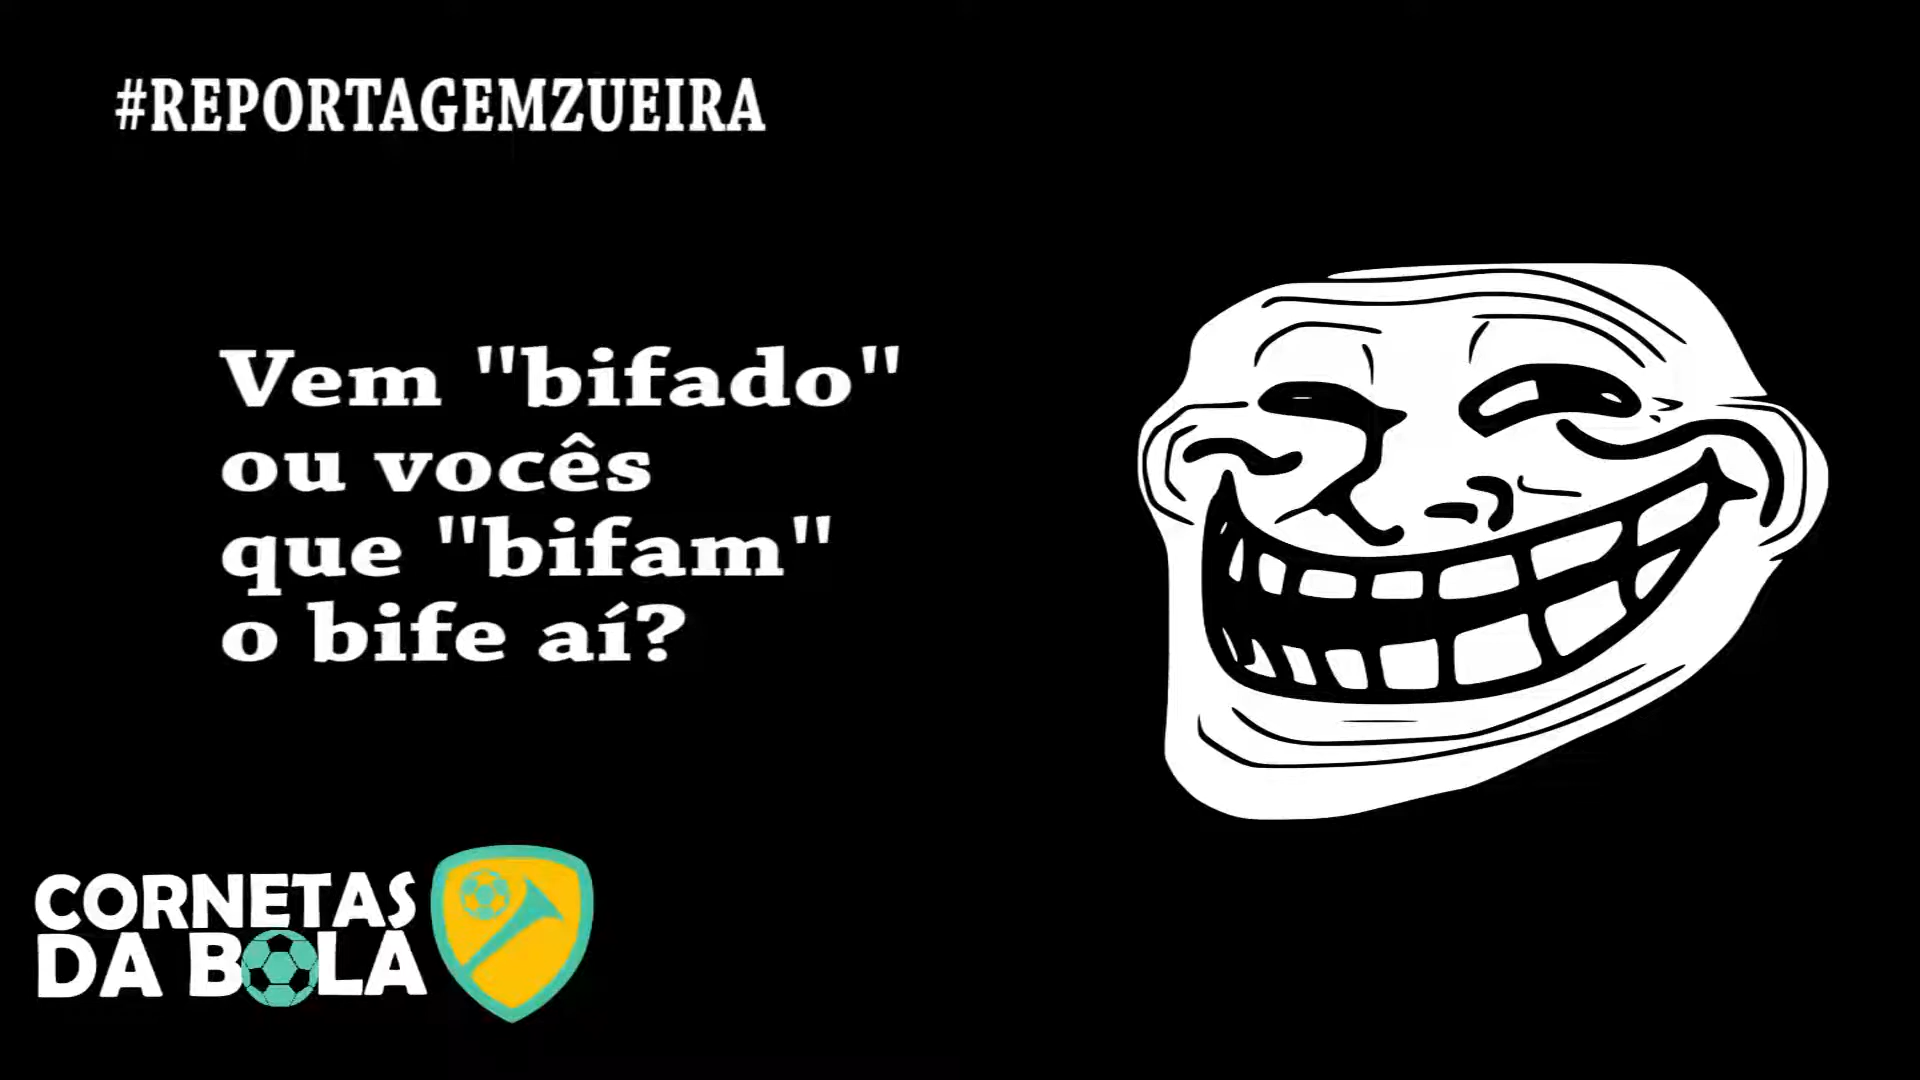 #REPORTAGEMZUEIRA
Vem "bifado"
ou vocês
que "bifam"
o bife aí?
CORNETAS
DA BOLA